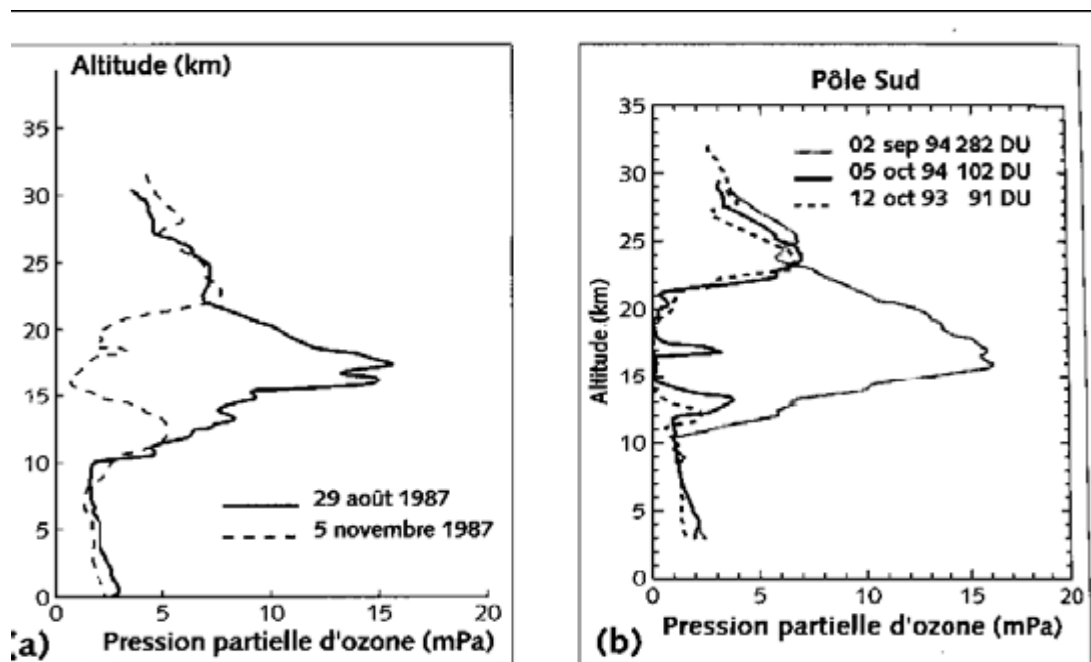 Altitude (km)
35
30
25
20
15
10
5
0
29 août 1987
5 novembre 1987
0
5
10
15
20
(a)
Pression partielle d'ozone (mPa)
Pôle Sud
35
30
25
20
15
10
5
0
Altitude (km)
02 sep 94 282 DU
05 oct 94 102 DU
12 oct 93 91 DU
0
5
10
15
20
(b)
Pression partielle d'ozone (mPa)